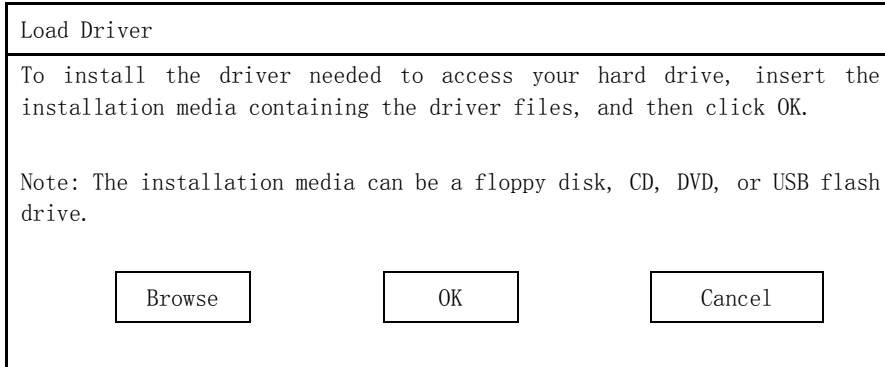 Load Driver
To install the driver needed to access your hard drive, insert the
installation media containing the driver files, and then click OK.
Note: The installation media can be a floppy disk, CD, DVD, or USB flash
drive.
Browse OK Cancel